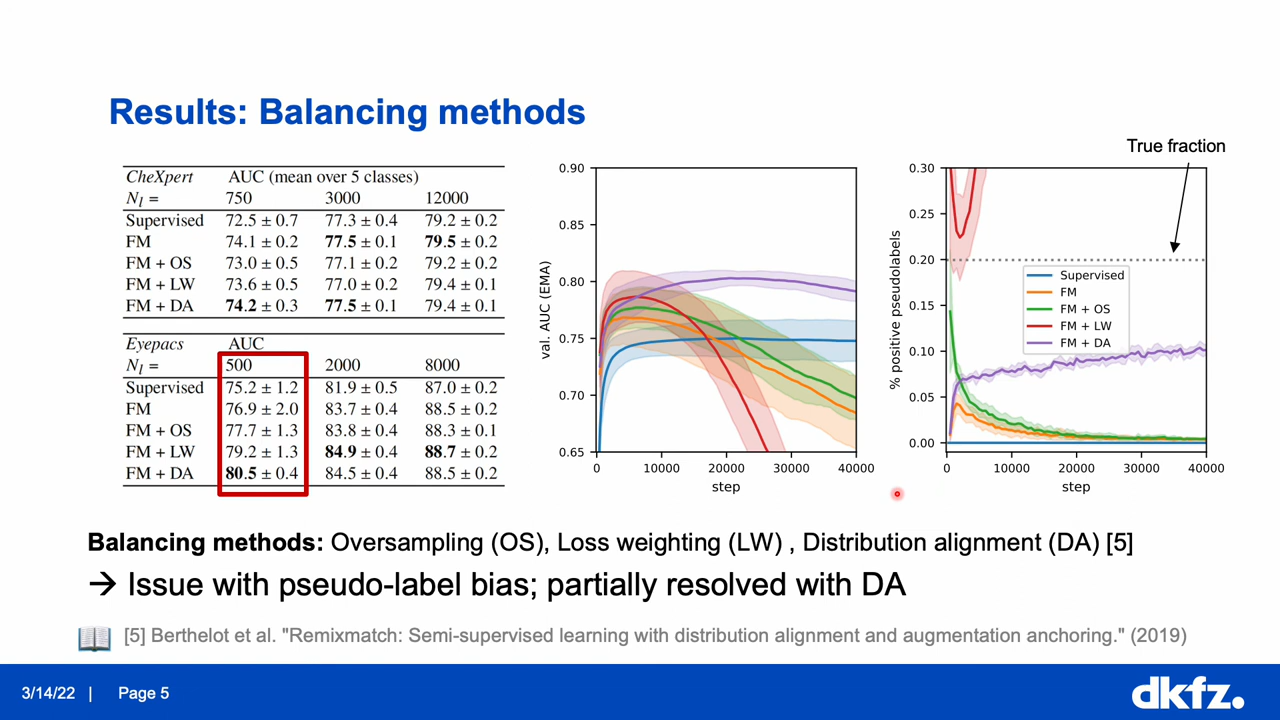 Results: Balancing methods
CheXpert AUC (mean over 5 classes)
N_l = 750 3000 12000
Supervised 72.5 ± 0.7 77.3 ± 0.4 79.2 ± 0.2
FM 74.1 ± 0.2 77.5 ± 0.1 79.5 ± 0.2
FM + OS 73.0 ± 0.5 77.1 ± 0.2 79.2 ± 0.2
FM + LW 73.6 ± 0.5 77.0 ± 0.2 79.4 ± 0.1
FM + DA 74.2 ± 0.3 77.5 ± 0.1 79.4 ± 0.1
Eyepacs AUC
N_l = 500 2000 8000
Supervised 75.2 ± 1.2 81.9 ± 0.5 87.0 ± 0.2
FM 76.9 ± 2.0 83.7 ± 0.4 88.5 ± 0.2
FM + OS 77.7 ± 1.3 83.8 ± 0.4 88.3 ± 0.1
FM + LW 79.2 ± 1.3 84.9 ± 0.4 88.7 ± 0.2
FM + DA 80.5 ± 0.4 84.5 ± 0.4 88.5 ± 0.2
val. AUC (EMA)
0.90
0.85
0.80
0.75
0.70
0.65
0 10000 20000 30000 40000
step
True fraction
% positive pseudolabels
0.30
0.25
0.20
0.15
0.10
0.05
0.00
Supervised
FM
FM + OS
FM + LW
FM + DA
0 10000 20000 30000 40000
step
Balancing methods: Oversampling (OS), Loss weighting (LW) , Distribution alignment (DA) [5]
→ Issue with pseudo-label bias; partially resolved with DA
[5] Berthelot et al. "Remixmatch: Semi-supervised learning with distribution alignment and augmentation anchoring." (2019)
3/14/22 | Page 5
dkfz.